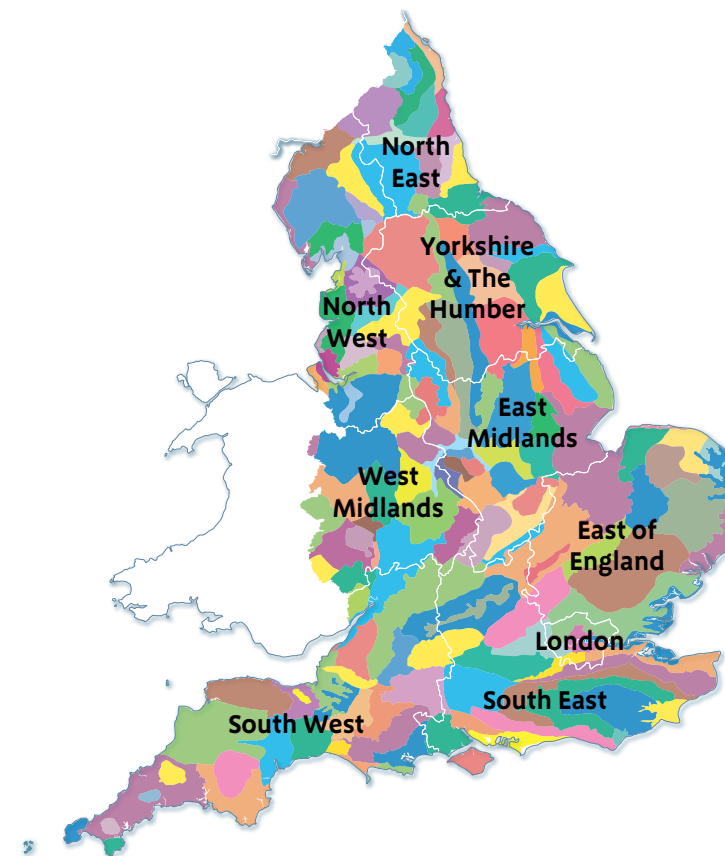 North
East
Yorkshire
& The
Humber
North
West
East
Midlands
West
Midlands
East of
England
London
South East
South West